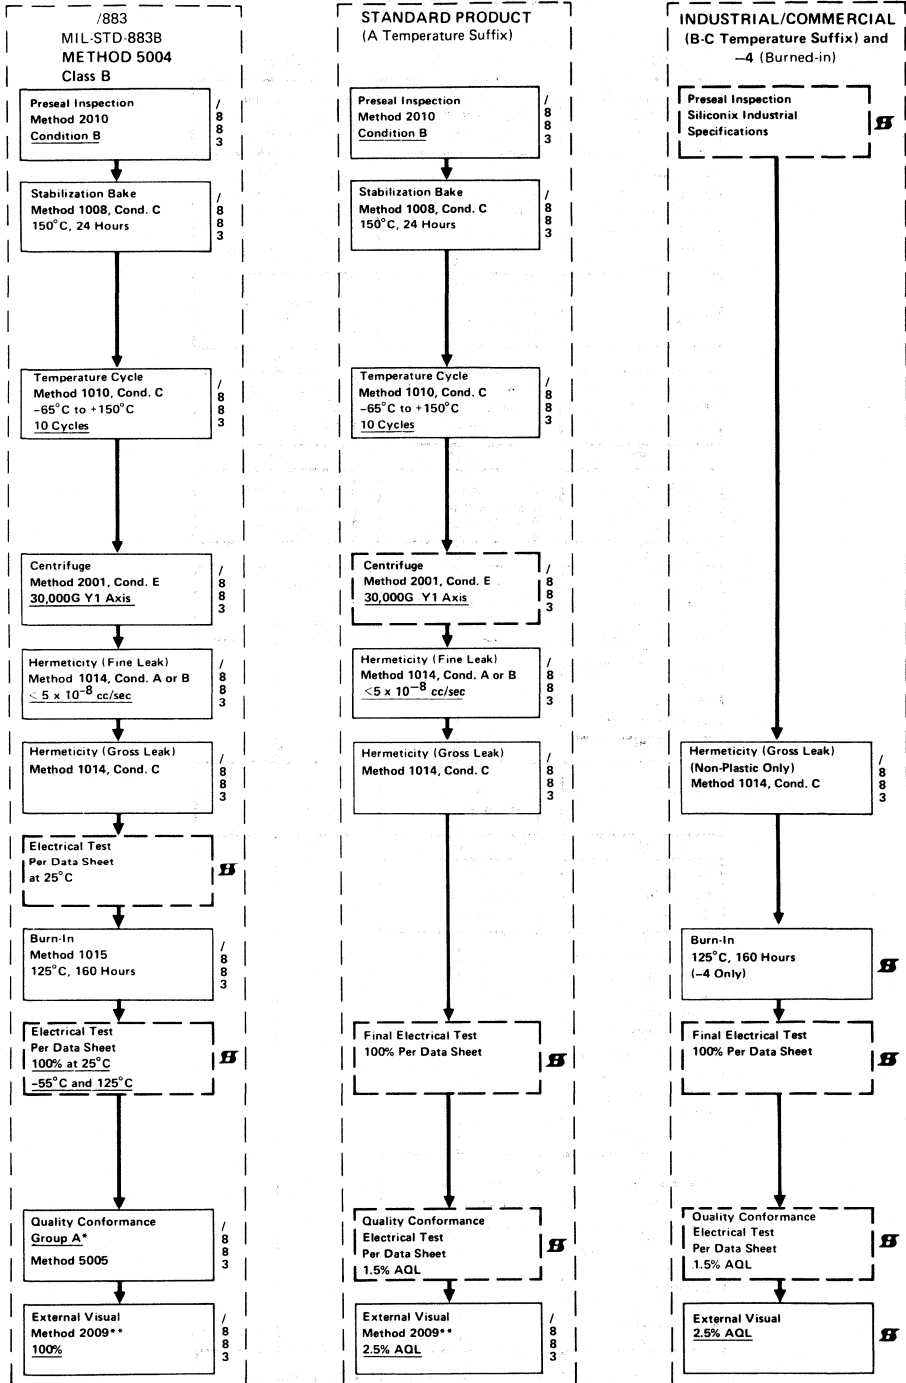 /883
MIL-STD-883B
METHOD 5004
Class B
Preseal Inspection
Method 2010
Condition B
/
8
8
3
Stabilization Bake
Method 1008, Cond. C
150°C, 24 Hours
/
8
8
3
Temperature Cycle
Method 1010, Cond. C
-65°C to +150°C
10 Cycles
/
8
8
3
Centrifuge
Method 2001, Cond. E
30,000G Y1 Axis
/
8
8
3
Hermeticity (Fine Leak)
Method 1014, Cond. A or B
< 5 x 10⁻⁸ cc/sec
/
8
8
3
Hermeticity (Gross Leak)
Method 1014, Cond. C
/
8
8
3
Electrical Test
Per Data Sheet
at 25°C
Burn-In
Method 1015
125°C, 160 Hours
/
8
8
3
Electrical Test
Per Data Sheet
100% at 25°C
-55°C and 125°C
Quality Conformance
Group A*
Method 5005
/
8
8
3
External Visual
Method 2009**
100%
/
8
8
3
STANDARD PRODUCT
(A Temperature Suffix)
Preseal Inspection
Method 2010
Condition B
/
8
8
3
Stabilization Bake
Method 1008, Cond. C
150°C, 24 Hours
/
8
8
3
Temperature Cycle
Method 1010, Cond. C
-65°C to +150°C
10 Cycles
/
8
8
3
Centrifuge
Method 2001, Cond. E
30,000G Y1 Axis
/
8
8
3
Hermeticity (Fine Leak)
Method 1014, Cond. A or B
<5 x 10⁻⁸ cc/sec
/
8
8
3
Hermeticity (Gross Leak)
Method 1014, Cond. C
/
8
8
3
Final Electrical Test
100% Per Data Sheet
Quality Conformance
Electrical Test
Per Data Sheet
1.5% AQL
External Visual
Method 2009**
2.5% AQL
/
8
8
3
INDUSTRIAL/COMMERCIAL
(B-C Temperature Suffix) and
-4 (Burned-in)
Preseal Inspection
Siliconix Industrial
Specifications
Hermeticity (Gross Leak)
(Non-Plastic Only)
Method 1014, Cond. C
/
8
8
3
Burn-In
125°C, 160 Hours
(-4 Only)
Final Electrical Test
100% Per Data Sheet
Quality Conformance
Electrical Test
Per Data Sheet
1.5% AQL
External Visual
2.5% AQL